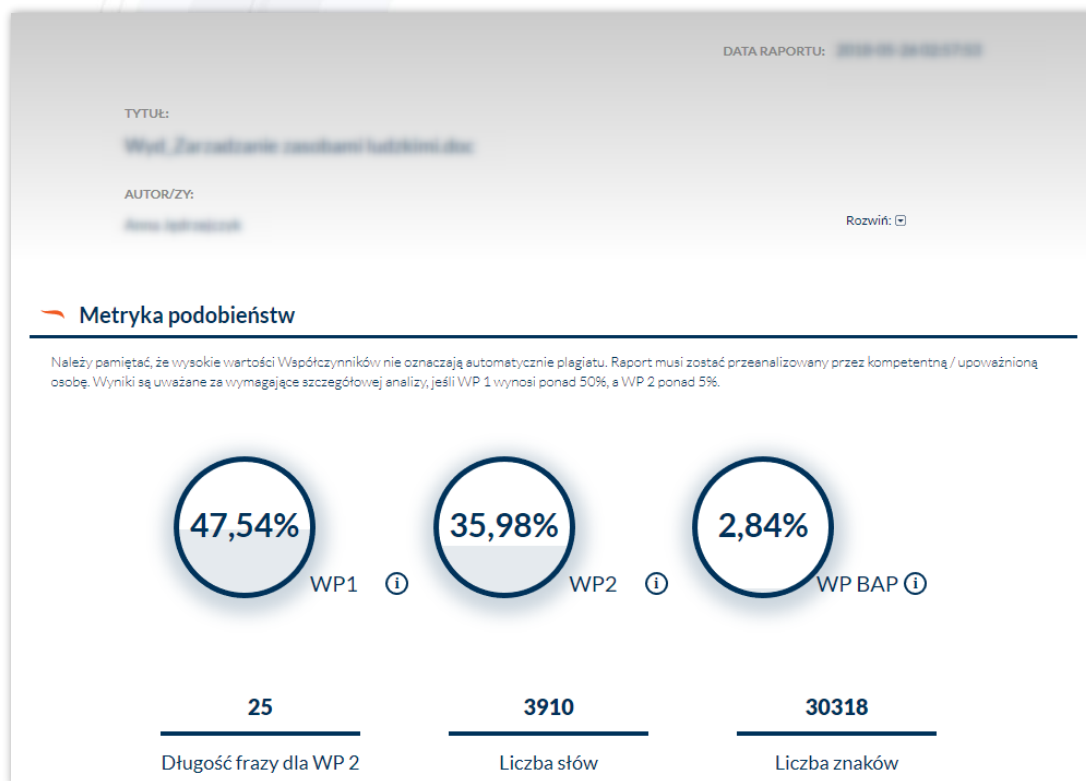 DATA RAPORTU:
TYTUŁ:
AUTOR/ZY:
Rozwiń:
Metryka podobieństw
Należy pamiętać, że wysokie wartości Współczynników nie oznaczają automatycznie plagiatu. Raport musi zostać przeanalizowany przez kompetentną / upoważnioną
osobę. Wyniki są uważane za wymagające szczegółowej analizy, jeśli WP 1 wynosi ponad 50%, a WP 2 ponad 5%.
47,54% 35,98% 2,84%
WP1 i WP2 i WP BAP i
25 3910 30318
Długość frazy dla WP 2 Liczba słów Liczba znaków